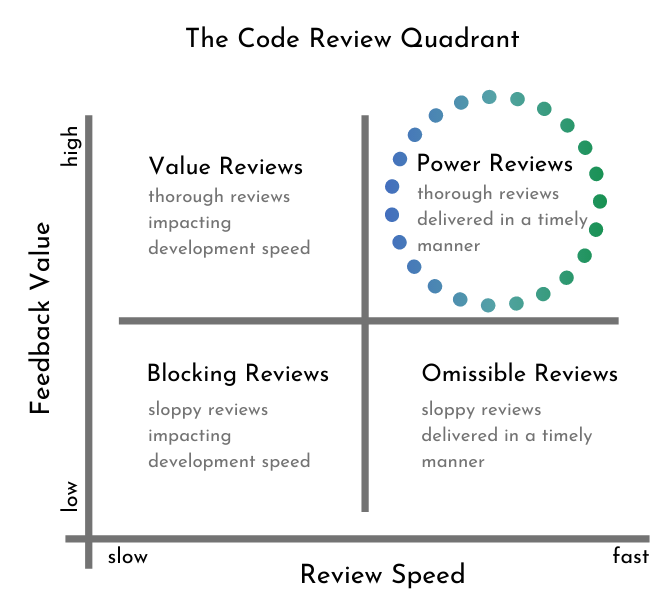 The Code Review Quadrant
high
Feedback Value
low
Value Reviews
thorough reviews
impacting
development speed
Power Reviews
thorough reviews
delivered in a timely
manner
Blocking Reviews
sloppy reviews
impacting
development speed
Omissible Reviews
sloppy reviews
delivered in a timely
manner
slow
Review Speed
fast